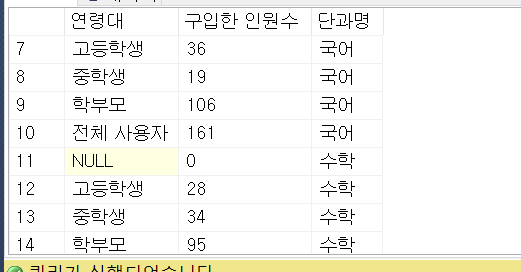 연령대 구입한 인원수 단과명
7 고등학생 36 국어
8 중학생 19 국어
9 학부모 106 국어
10 전체 사용자 161 국어
11 NULL 0 수학
12 고등학생 28 수학
13 중학생 34 수학
14 학부모 95 수학